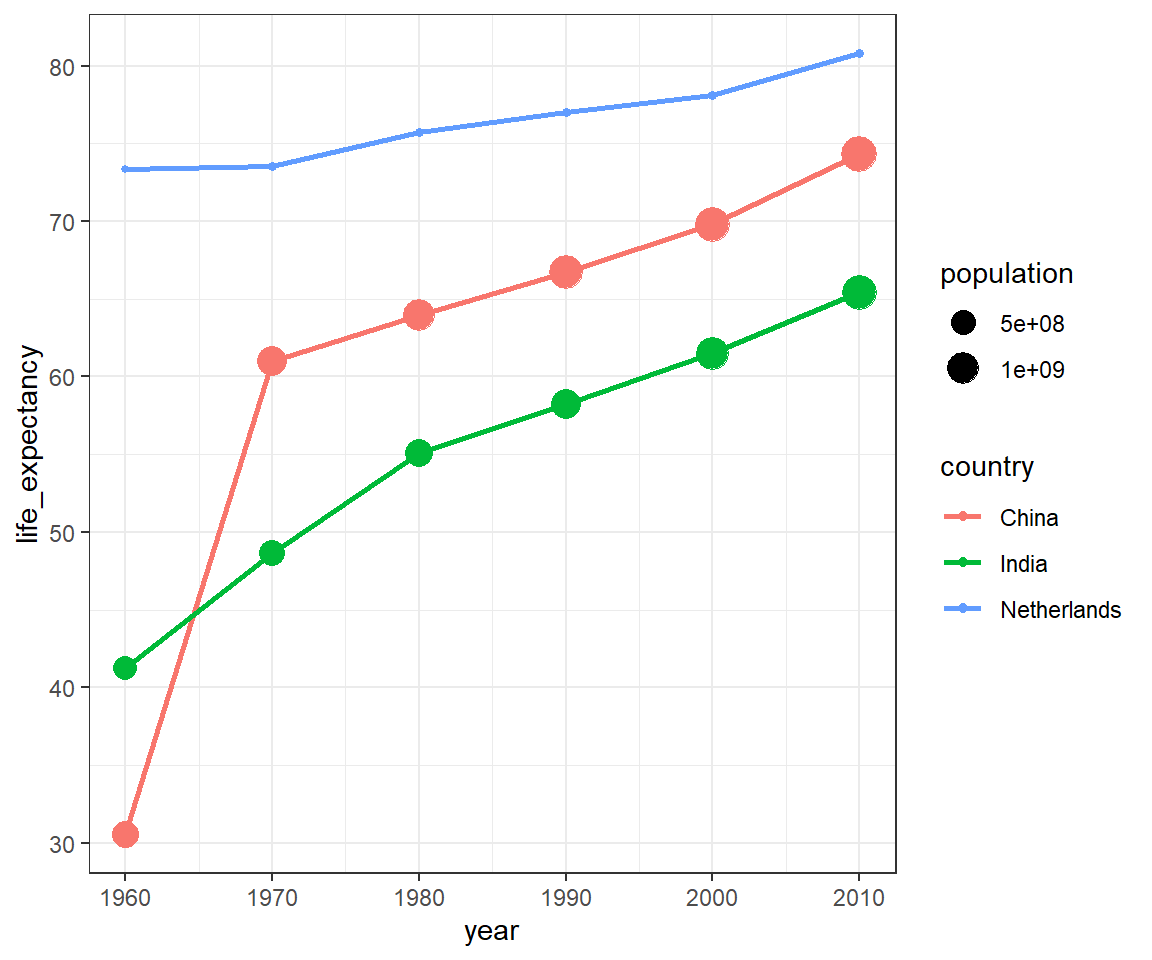 80
70
60
50
40
30
life_expectancy
1960 1970 1980 1990 2000 2010
year
population
5e+08
1e+09
country
China
India
Netherlands